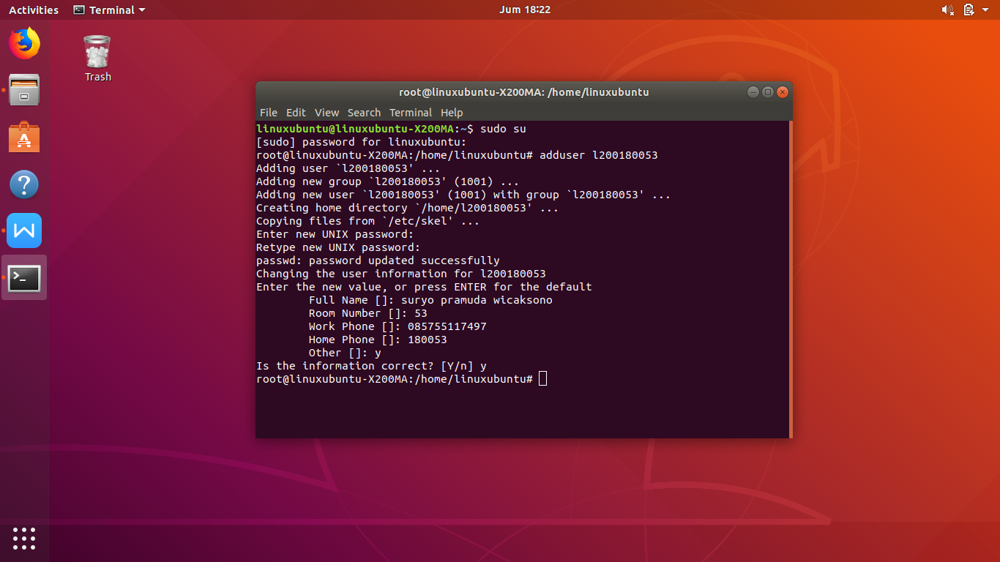 Activities
Terminal
Jum 18:22
Trash
root@linuxubuntu-X200MA: /home/linuxubuntu
File Edit View Search Terminal Help
linuxubuntu@linuxubuntu-X200MA:~$ sudo su
[sudo] password for linuxubuntu:
root@linuxubuntu-X200MA:/home/linuxubuntu# adduser l200180053
Adding user `l200180053' ...
Adding new group `l200180053' (1001) ...
Adding new user `l200180053' (1001) with group `l200180053' ...
Creating home directory `/home/l200180053' ...
Copying files from `/etc/skel' ...
Enter new UNIX password:
Retype new UNIX password:
passwd: password updated successfully
Changing the user information for l200180053
Enter the new value, or press ENTER for the default
Full Name []: suryo pramuda wicaksono
Room Number []: 53
Work Phone []: 085755117497
Home Phone []: 180053
Other []: y
Is the information correct? [Y/n] y
root@linuxubuntu-X200MA:/home/linuxubuntu#